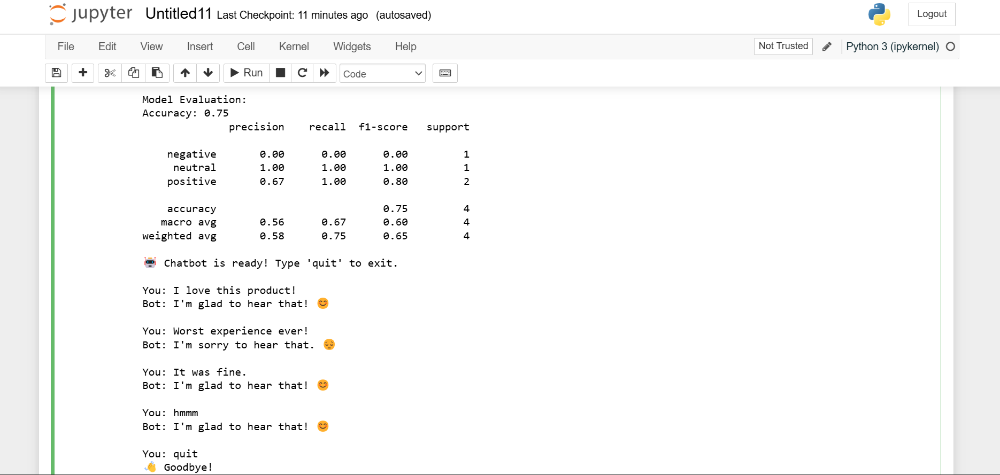 jupyter Untitled11 Last Checkpoint: 11 minutes ago (autosaved) Logout
File Edit View Insert Cell Kernel Widgets Help Not Trusted Python 3 (ipykernel)
Run Code
Model Evaluation:
Accuracy: 0.75
precision recall f1-score support
negative 0.00 0.00 0.00 1
neutral 1.00 1.00 1.00 1
positive 0.67 1.00 0.80 2
accuracy 0.75 4
macro avg 0.56 0.67 0.60 4
weighted avg 0.58 0.75 0.65 4
🤖 Chatbot is ready! Type 'quit' to exit.
You: I love this product!
Bot: I'm glad to hear that! 😊
You: Worst experience ever!
Bot: I'm sorry to hear that. 😔
You: It was fine.
Bot: I'm glad to hear that! 😊
You: hmmm
Bot: I'm glad to hear that! 😊
You: quit
👋 Goodbye!